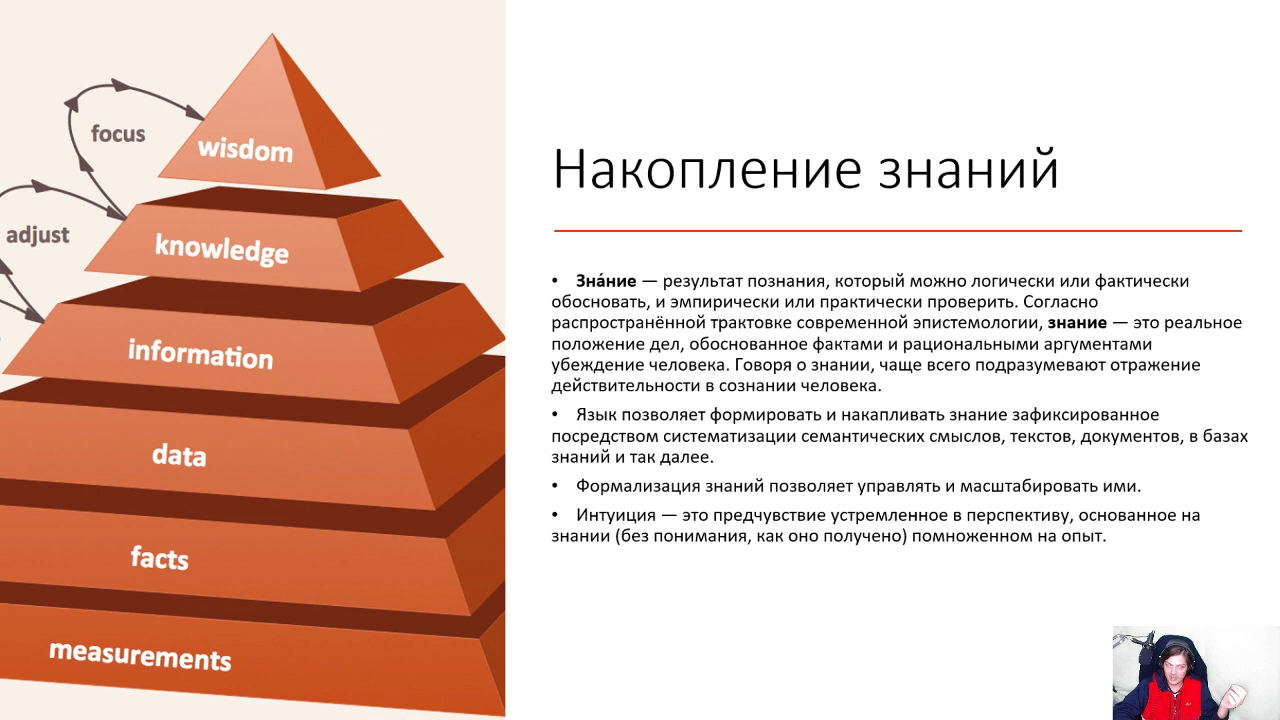 focus
wisdom
adjust
knowledge
information
data
facts
measurements
Накопление знаний
• Зна́ние — результат познания, который можно логически или фактически
обосновать, и эмпирически или практически проверить. Согласно
распространённой трактовке современной эпистемологии, знание — это реальное
положение дел, обоснованное фактами и рациональными аргументами
убеждение человека. Говоря о знании, чаще всего подразумевают отражение
действительности в сознании человека.
• Язык позволяет формировать и накапливать знание зафиксированное
посредством систематизации семантических смыслов, текстов, документов, в базах
знаний и так далее.
• Формализация знаний позволяет управлять и масштабировать ими.
• Интуиция — это предчувствие устремленное в перспективу, основанное на
знании (без понимания, как оно получено) помноженном на опыт.